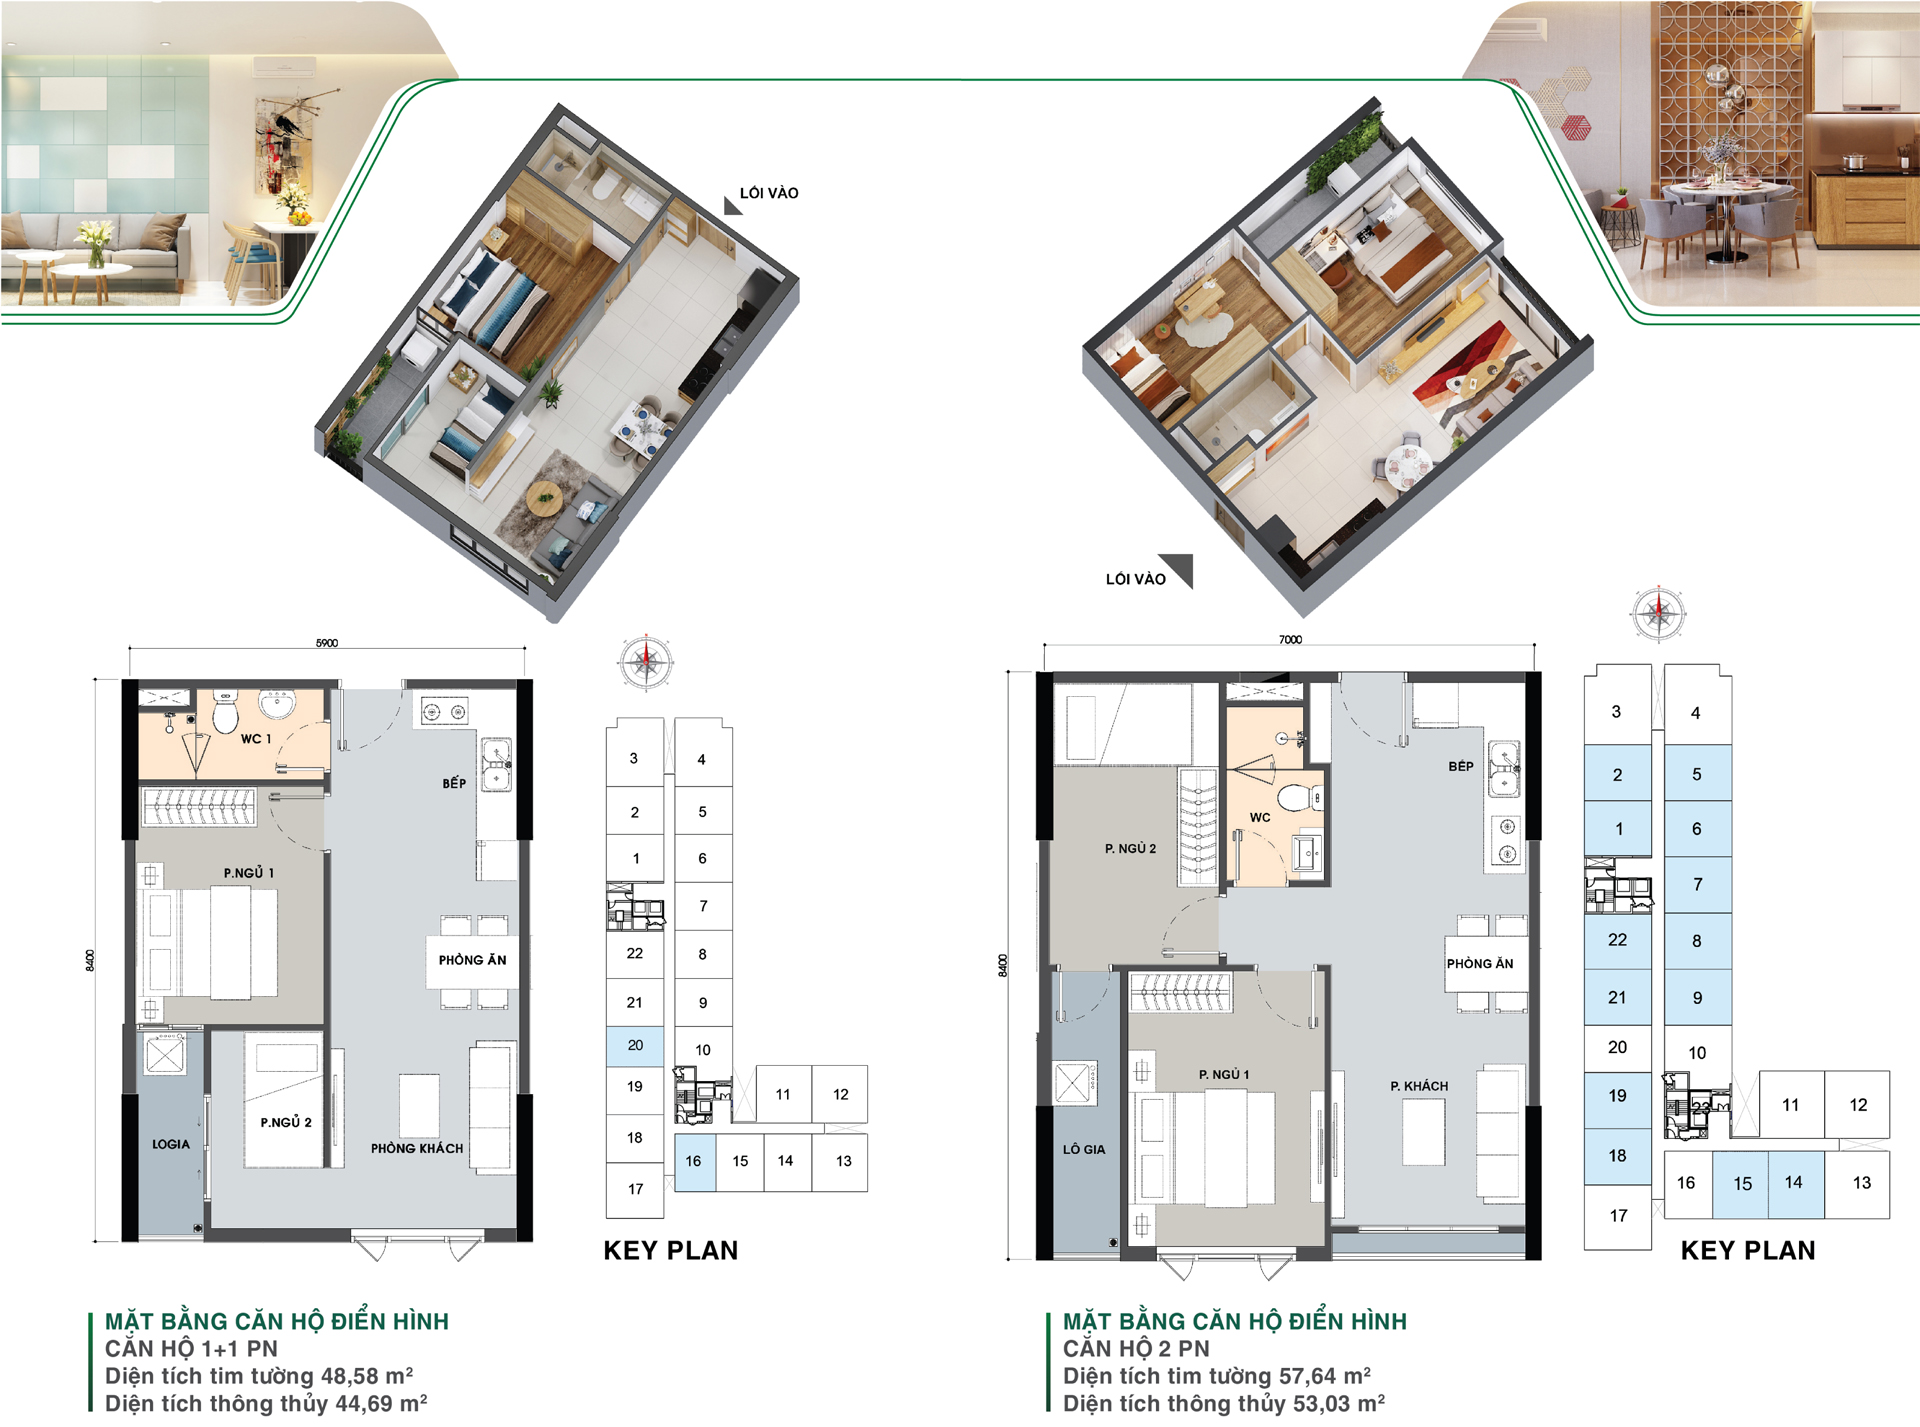 LỐI VÀO
LỐI VÀO
5900
8400
WC 1
BẾP
P.NGỦ 1
PHÒNG ĂN
LOGIA
P.NGỦ 2
PHÒNG KHÁCH
3
4
2
5
1
6
7
22
8
21
9
20
10
19
11
12
18
16
15
14
13
17
KEY PLAN
7000
8400
BẾP
WC
P. NGỦ 2
PHÒNG ĂN
P. NGỦ 1
P. KHÁCH
LÔ GIA
3
4
2
5
1
6
7
22
8
21
9
20
10
19
23
11
12
18
16
15
14
13
17
KEY PLAN
MẶT BẰNG CĂN HỘ ĐIỂN HÌNH
CĂN HỘ 1+1 PN
Diện tích tim tường 48,58 m²
Diện tích thông thủy 44,69 m²
MẶT BẰNG CĂN HỘ ĐIỂN HÌNH
CĂN HỘ 2 PN
Diện tích tim tường 57,64 m²
Diện tích thông thủy 53,03 m²